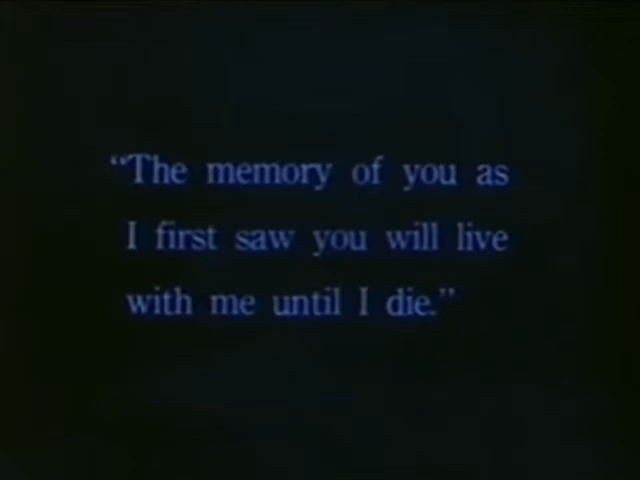 “The memory of you as
I first saw you will live
with me until I die.”